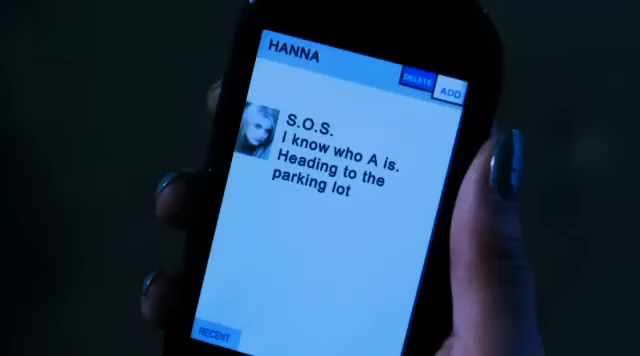 HANNA
DELETE
ADD
S.O.S.
I know who A is.
Heading to the
parking lot
RECENT